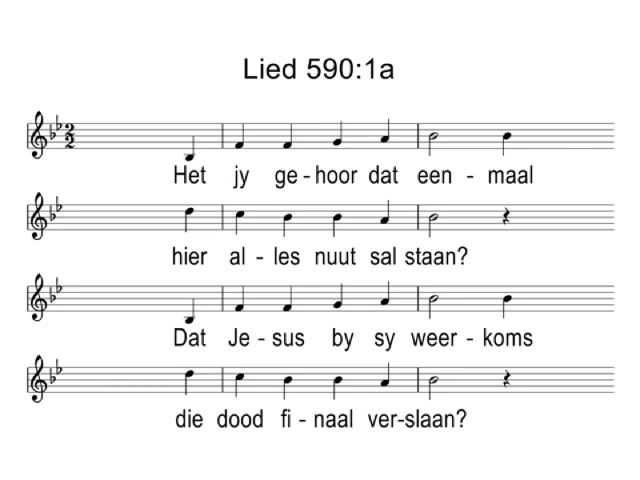 Lied 590:1a
Het jy ge - hoor dat een - maal
hier al - les nuut sal staan?
Dat Je - sus by sy weer - koms
die dood fi - naal ver-slaan?